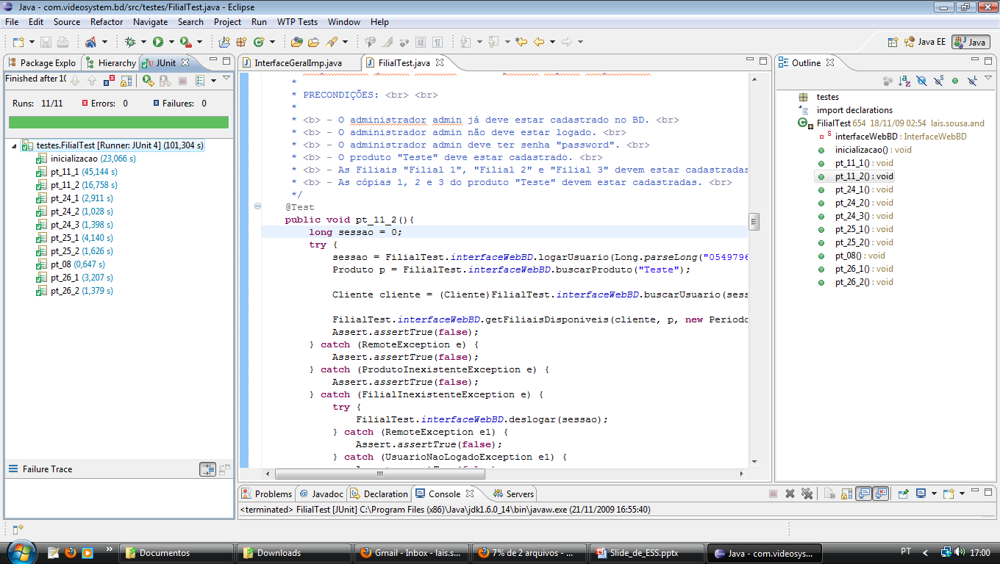 Java - com.videosystem.bd/src/testes/FilialTest.java - Eclipse
File Edit Source Refactor Navigate Search Project Run WTP Tests Window Help
Java EE Java
Package Explo Hierarchy JUnit
Finished after 10
Runs: 11/11 Errors: 0 Failures: 0
testes.FilialTest [Runner: JUnit 4] (101,304 s)
inicializacao (23,066 s)
pt_11_1 (45,144 s)
pt_11_2 (16,758 s)
pt_24_1 (2,911 s)
pt_24_2 (1,028 s)
pt_24_3 (1,398 s)
pt_25_1 (4,140 s)
pt_25_2 (1,626 s)
pt_08 (0,647 s)
pt_26_1 (3,207 s)
pt_26_2 (1,379 s)
Failure Trace
InterfaceGeralImp.java FilialTest.java
*
* PRECONDIÇÕES: <br> <br>
*
* <b> - O administrador admin já deve estar cadastrado no BD. <br>
* <b> - O administrador admin não deve estar logado. <br>
* <b> - O administrador admin deve ter senha "password". <br>
* <b> - O produto "Teste" deve estar cadastrado. <br>
* <b> - As Filiais "Filial 1", "Filial 2" e "Filial 3" devem estar cadastradas
* <b> - As cópias 1, 2 e 3 do produto "Teste" devem estar cadastradas. <br>
*/
@Test
public void pt_11_2(){
long sessao = 0;
try {
sessao = FilialTest.interfaceWebBD.logarUsuario(Long.parseLong("0549796
Produto p = FilialTest.interfaceWebBD.buscarProduto("Teste");
Cliente cliente = (Cliente)FilialTest.interfaceWebBD.buscarUsuario(sess
FilialTest.interfaceWebBD.getFiliaisDisponiveis(cliente, p, new Periodo
Assert.assertTrue(false);
} catch (RemoteException e) {
Assert.assertTrue(false);
} catch (ProdutoInexistenteException e) {
Assert.assertTrue(false);
} catch (FilialInexistenteException e) {
try {
FilialTest.interfaceWebBD.deslogar(sessao);
} catch (RemoteException e1) {
Assert.assertTrue(false);
} catch (UsuarioNaoLogadoException e1) {
Outline
testes
import declarations
FilialTest 654 18/11/09 02:54 lais.sousa.and
interfaceWebBD : InterfaceWebBD
inicializacao() : void
pt_11_1() : void
pt_11_2() : void
pt_24_1() : void
pt_24_2() : void
pt_24_3() : void
pt_25_1() : void
pt_25_2() : void
pt_08() : void
pt_26_1() : void
pt_26_2() : void
Problems Javadoc Declaration Console Servers
<terminated> FilialTest [JUnit] C:\Program Files (x86)\Java\jdk1.6.0_14\bin\javaw.exe (21/11/2009 16:55:40)
Documentos Downloads Gmail - Inbox - lais.s... 7% de 2 arquivos - ... Slide_de_ESS.pptx Java - com.videosys... PT 17:00